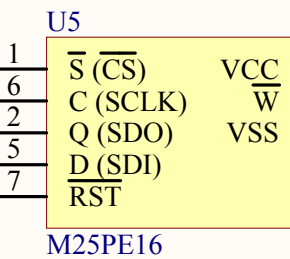 U5
1 S (CS) VCC
6 C (SCLK) W
2 Q (SDO) VSS
5 D (SDI)
7 RST
M25PE16